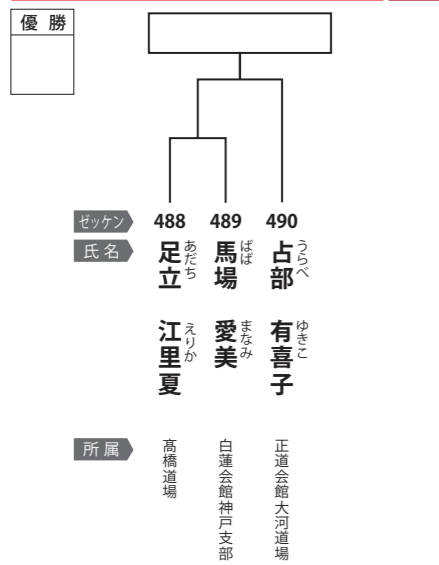 優勝
ゼッケン 488 489 490
氏名
足立 江里夏
あだち えりか
馬場 愛美
ばば まなみ
占部 有喜子
うらべ ゆきこ
所属
髙橋道場
白蓮会館神戸支部
正道会館大河道場